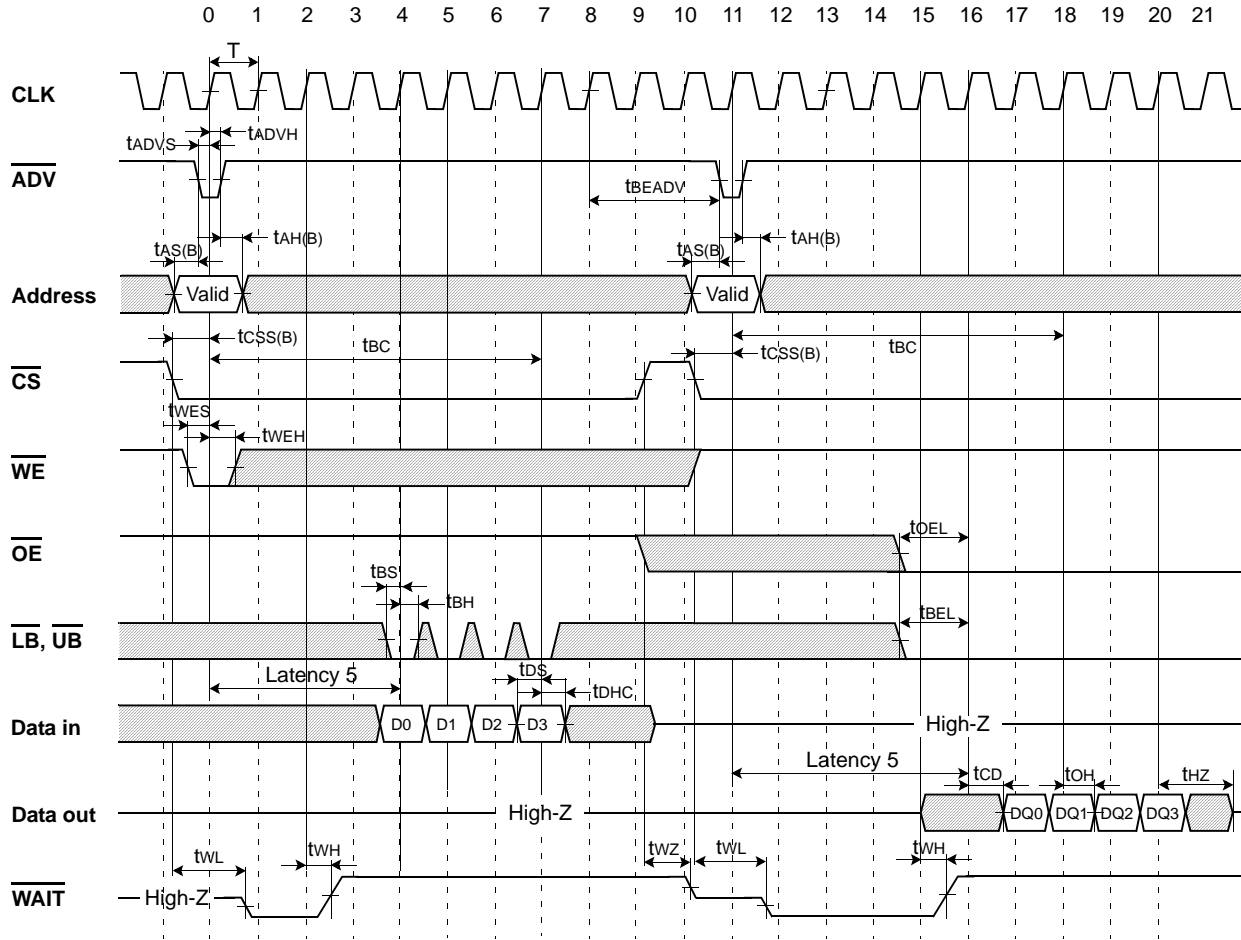 0 1 2 3 4 5 6 7 8 9 10 11 12 13 14 15 16 17 18 19 20 21
T
CLK
tADVS tADVH
ADV
tBEADV
tAS(B) tAH(B) tAS(B) tAH(B)
Address Valid Valid
tCSS(B) tBC tCSS(B) tBC
CS
tWES tWEH
WE
OE tOEL
tBS tBH tBEL
LB, UB
Latency 5 tDS tDHC
Data in D0 D1 D2 D3 High-Z
Latency 5 tCD tOH tHZ
Data out High-Z DQ0 DQ1 DQ2 DQ3
tWL tWH tWZ tWL tWH
WAIT High-Z